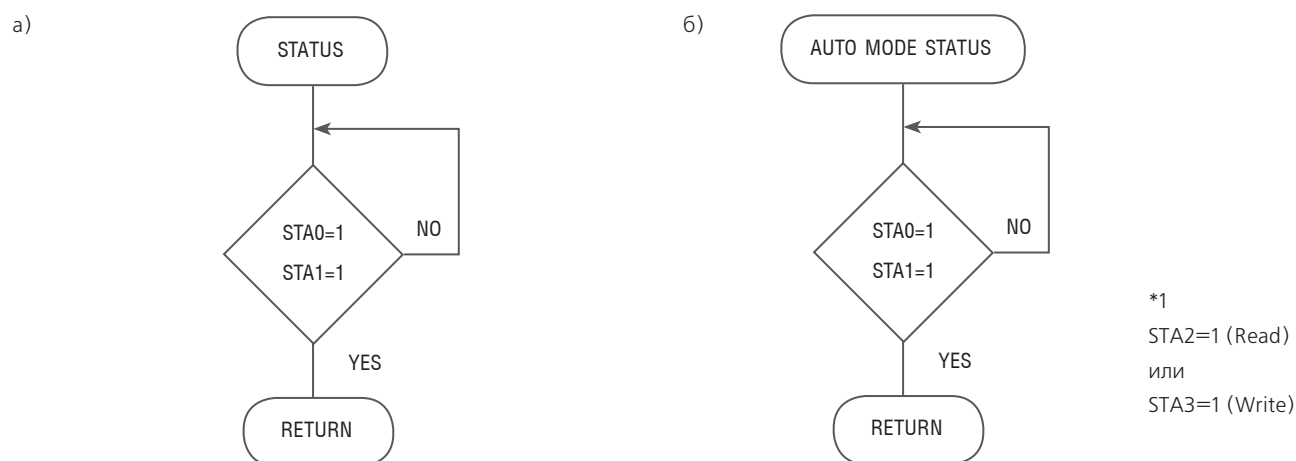 а)
STATUS
STA0=1
STA1=1
NO
YES
RETURN
б)
AUTO MODE STATUS
STA0=1
STA1=1
NO
YES
RETURN
*1
STA2=1 (Read)
или
STA3=1 (Write)